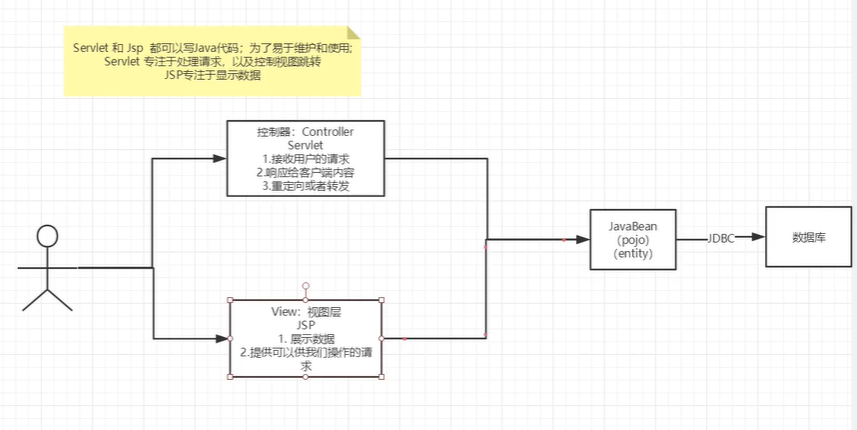 Servlet 和 Jsp 都可以写Java代码；为了易于维护和使用;
Servlet 专注于处理请求，以及控制视图跳转
JSP专注于显示数据
控制器：Controller
Servlet
1.接收用户的请求
2.响应给客户端内容
3.重定向或者转发
View：视图层
JSP
1. 展示数据
2.提供可以供我们操作的请
求
JavaBean
（pojo）
（entity）
JDBC
数据库